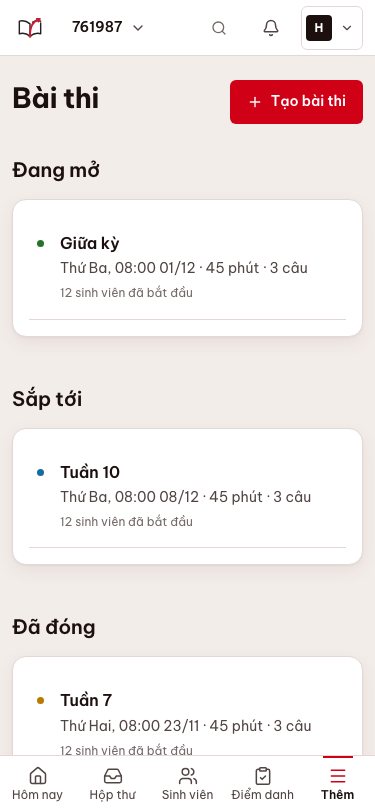 761987
H
Bài thi
Tạo bài thi
Đang mở
Giữa kỳ
Thứ Ba, 08:00 01/12 · 45 phút · 3 câu
12 sinh viên đã bắt đầu
Sắp tới
Tuần 10
Thứ Ba, 08:00 08/12 · 45 phút · 3 câu
12 sinh viên đã bắt đầu
Đã đóng
Tuần 7
Thứ Hai, 08:00 23/11 · 45 phút · 3 câu
12 sinh viên đã bắt đầu
Hôm nay
Hộp thư
Sinh viên
Điểm danh
Thêm